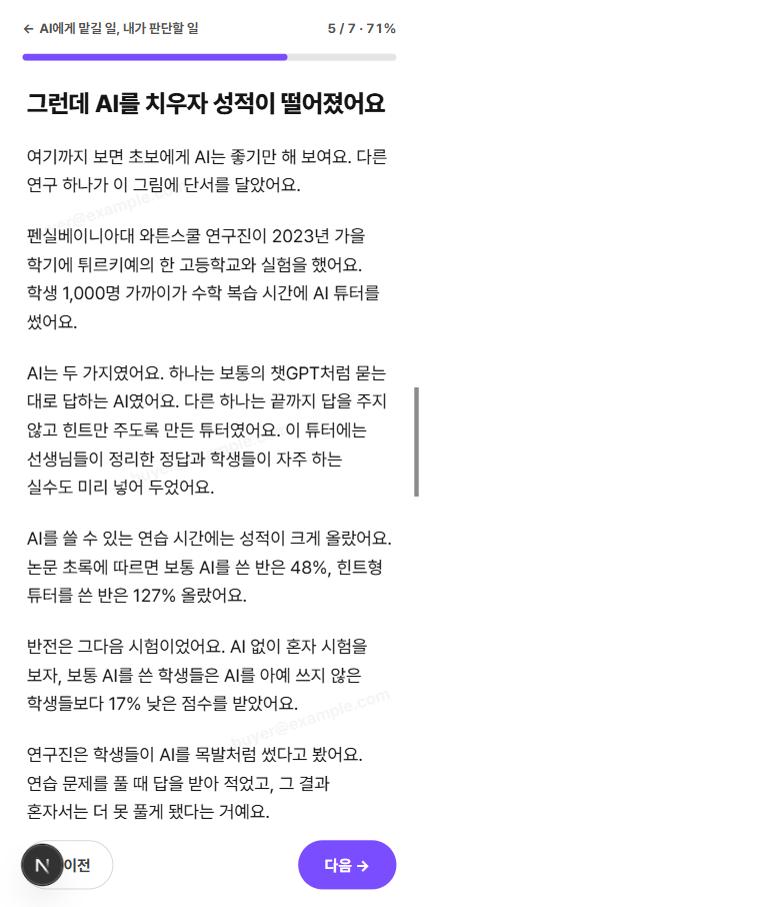 ← AI에게 맡길 일, 내가 판단할 일
5 / 7 · 71%
그런데 AI를 치우자 성적이 떨어졌어요
여기까지 보면 초보에게 AI는 좋기만 해 보여요. 다른
연구 하나가 이 그림에 단서를 달았어요.
펜실베이니아대 와튼스쿨 연구진이 2023년 가을
학기에 튀르키예의 한 고등학교와 실험을 했어요.
학생 1,000명 가까이가 수학 복습 시간에 AI 튜터를
썼어요.
AI는 두 가지였어요. 하나는 보통의 챗GPT처럼 묻는
대로 답하는 AI였어요. 다른 하나는 끝까지 답을 주지
않고 힌트만 주도록 만든 튜터였어요. 이 튜터에는
선생님들이 정리한 정답과 학생들이 자주 하는
실수도 미리 넣어 두었어요.
AI를 쓸 수 있는 연습 시간에는 성적이 크게 올랐어요.
논문 초록에 따르면 보통 AI를 쓴 반은 48%, 힌트형
튜터를 쓴 반은 127% 올랐어요.
반전은 그다음 시험이었어요. AI 없이 혼자 시험을
보자, 보통 AI를 쓴 학생들은 AI를 아예 쓰지 않은
학생들보다 17% 낮은 점수를 받았어요.
buyer@example.com
연구진은 학생들이 AI를 목발처럼 썼다고 봤어요.
연습 문제를 풀 때 답을 받아 적었고, 그 결과
혼자서는 더 못 풀게 됐다는 거예요.
N
이전
다음 →